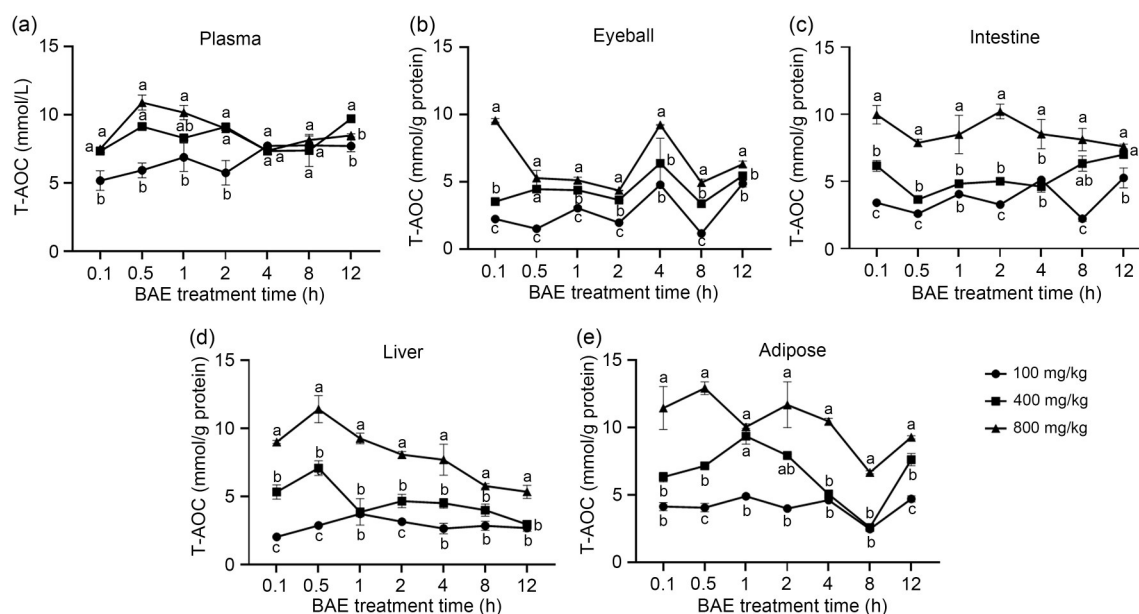 (a)
Plasma
T-AOC (mmol/L)
15
10
5
0
a a a a a a a
a a ab a a a b
b b b b a a b
0.1 0.5 1 2 4 8 12
BAE treatment time (h)
(b)
Eyeball
T-AOC (mmol/g protein)
15
10
5
0
a a a a a a a
b a b b b b b
c c b c b c
0.1 0.5 1 2 4 8 12
BAE treatment time (h)
(c)
Intestine
T-AOC (mmol/g protein)
15
10
5
0
a a a a a a a
b b b b b ab a
c c b c c b
0.1 0.5 1 2 4 8 12
BAE treatment time (h)
(d)
Liver
T-AOC (mmol/g protein)
15
10
5
0
a a a a a a a
b b b b b b b
c c b c b b b
0.1 0.5 1 2 4 8 12
BAE treatment time (h)
(e)
Adipose
T-AOC (mmol/g protein)
15
10
5
0
a a a a a a a
b b a ab b b b
b b b b b b c
0.1 0.5 1 2 4 8 12
BAE treatment time (h)
100 mg/kg
400 mg/kg
800 mg/kg